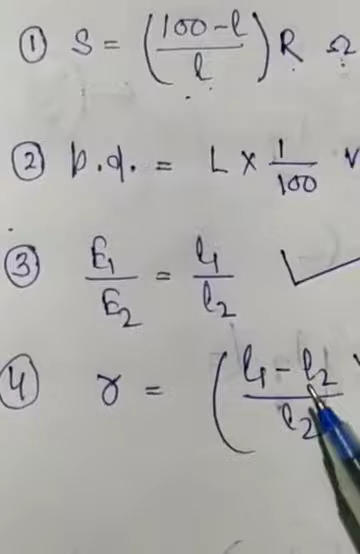 ① S = (100-l / l) R Ω
② p.d. = L × 1/100 V
③ E₁/E₂ = l₁/l₂
④ r = (l₁ - l₂ / l₂